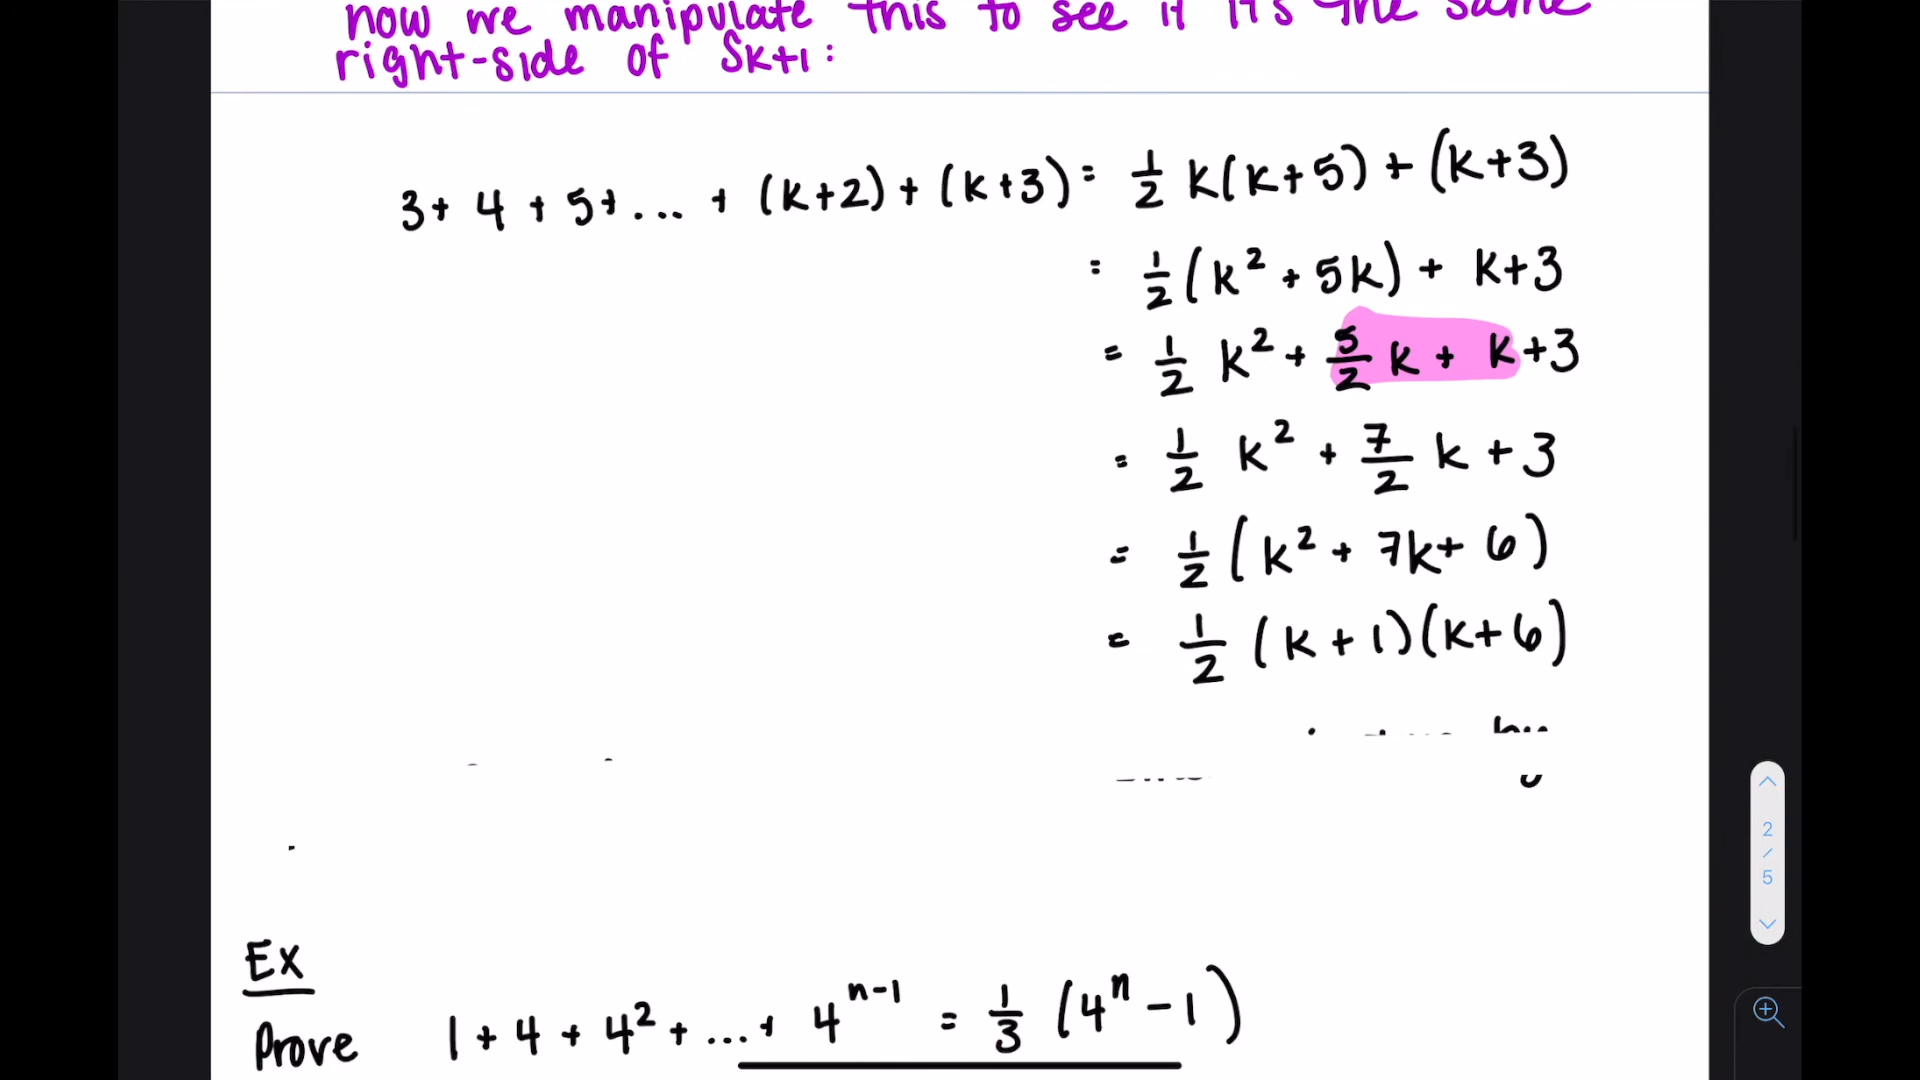 now we manipulate this to see if it's the same
right-side of Sk+1:
3+ 4 + 5+ ... + (k+2) + (k+3) = 1/2 k(k+5) + (k+3)
= 1/2 (k² + 5k) + k+3
= 1/2 k² + 5/2 k + k+3
= 1/2 k² + 7/2 k + 3
= 1/2 (k² + 7k + 6)
= 1/2 (k + 1)(k+6)
by
2
/
5
Ex
Prove 1 + 4 + 4² + ... + 4ⁿ⁻¹ = 1/3 (4ⁿ - 1)